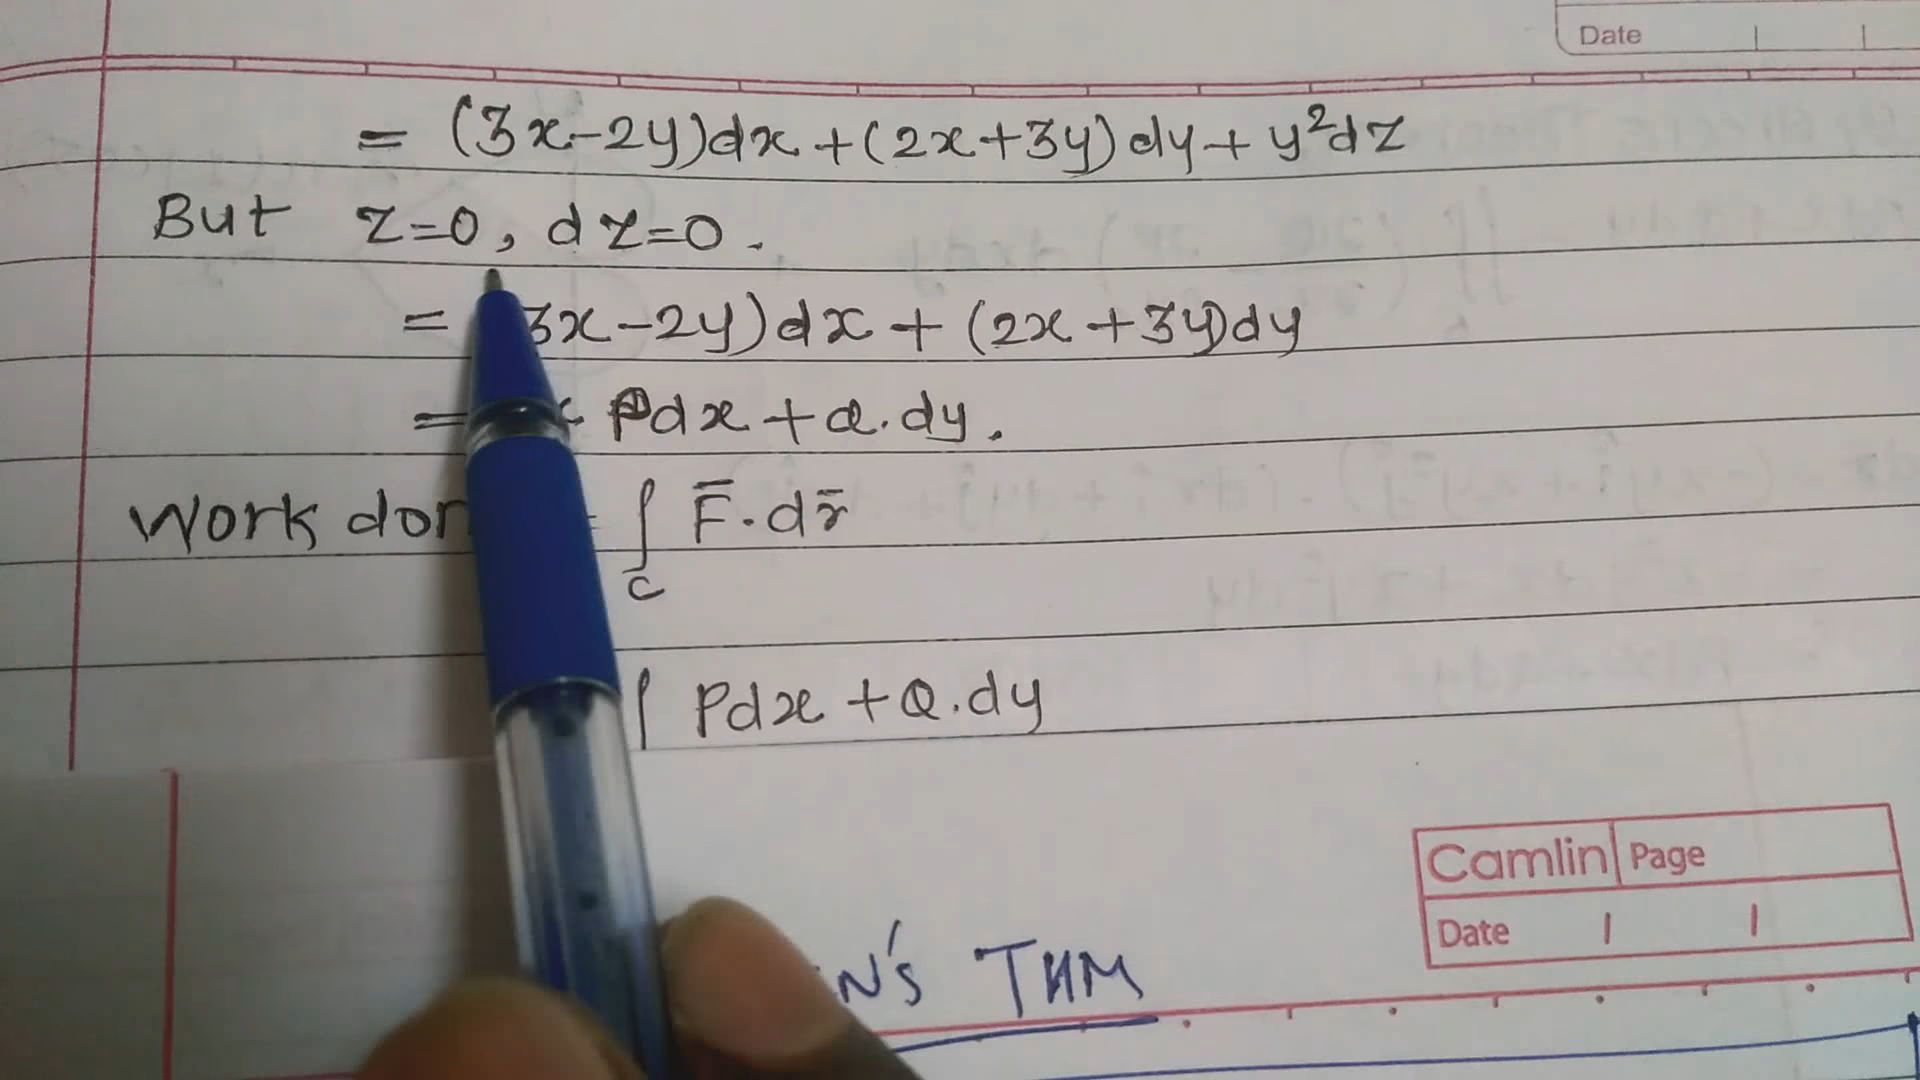 Date
= (3x-2y)dx+(2x+3y)dy+y²dz
But z=0, dz=0.
= 3x-2y)dx+(2x+3y)dy
= Pdx+Q.dy.
Work = ∫_C F̄.dr̄
∫ Pdx+Q.dy
Camlin Page
Date
N's THM